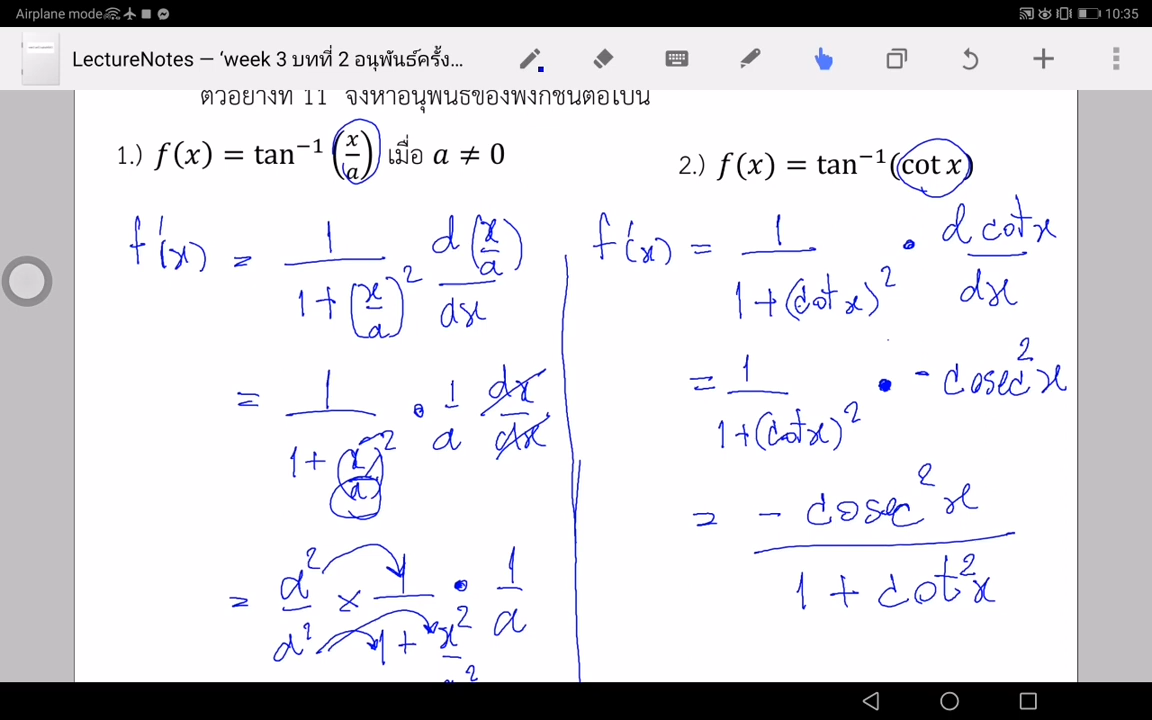 Airplane mode 10:35
LectureNotes – ‘week 3 บทที่ 2 อนุพันธ์ครั้ง...
ตัวอย่างที่ 11 จงหาอนุพันธ์ของฟังก์ชันต่อไปนี้
1.) f(x) = tan⁻¹(x/a) เมื่อ a ≠ 0
f'(x) = 1/(1+(x/a)²) d(x/a)/dx
= 1/(1+(x/a)²) • 1/a dx/dx
= a²/a² × 1/(1+x²/a²) • 1/a
2.) f(x) = tan⁻¹(cot x)
f'(x) = 1/(1+(cot x)²) • d cot x/dx
= 1/(1+(cot x)²) • - cosec² x
= - cosec² x/(1 + cot² x)